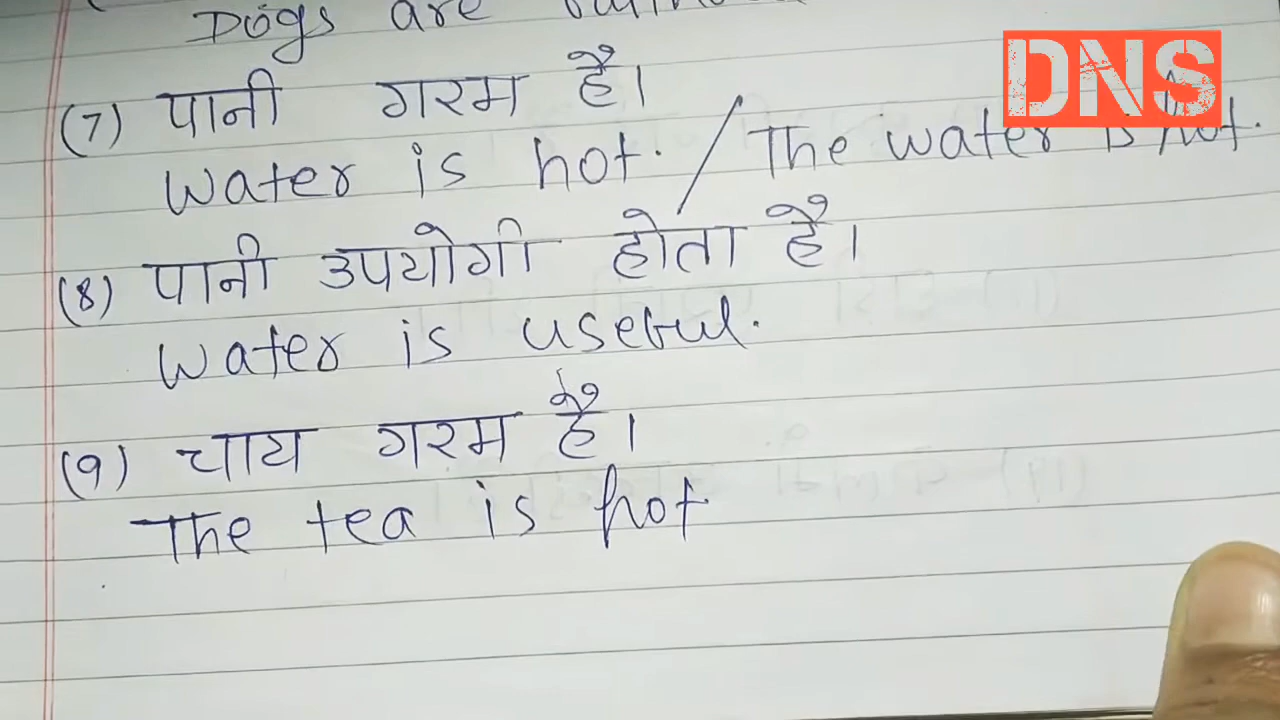 Dogs are
DNS
(7) पानी गरम है।
Water is hot. / The water is hot.
(8) पानी उपयोगी होता है।
Water is useful.
(9) चाय गरम है।
The tea is hot